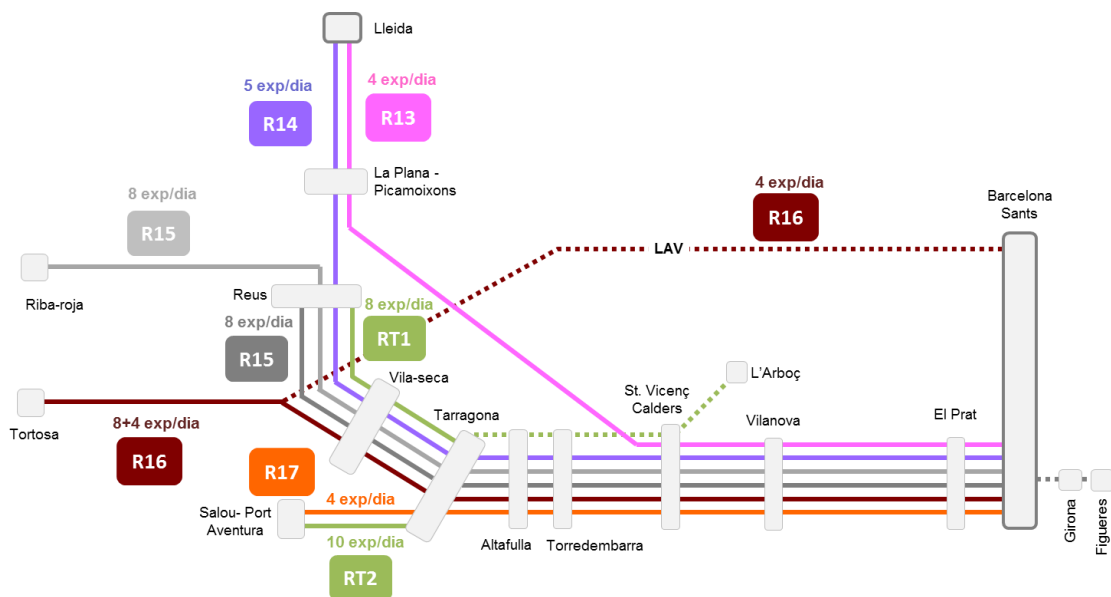 Lleida
5 exp/dia
R14
4 exp/dia
R13
La Plana -
Picamoixons
8 exp/dia
R15
4 exp/dia
R16
Barcelona
Sants
LAV
Riba-roja
Reus
8 exp/dia
R15
8 exp/dia
RT1
Vila-seca
L'Arboç
St. Vicenç
Calders
Tortosa
8+4 exp/dia
R16
Tarragona
Vilanova
El Prat
R17
4 exp/dia
Salou- Port
Aventura
10 exp/dia
RT2
Altafulla
Torredembarra
Girona
Figueres